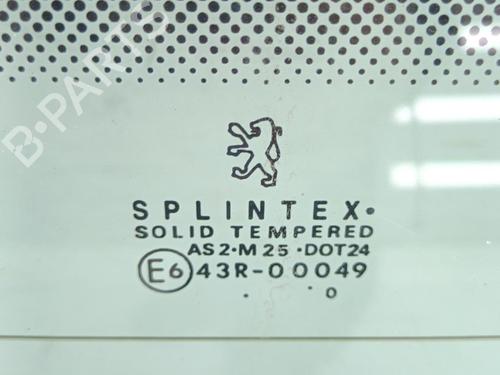 B-PARTS
SPLINTEX.
SOLID TEMPERED
AS2·M25·DOT24
E6 43R-00049
. o